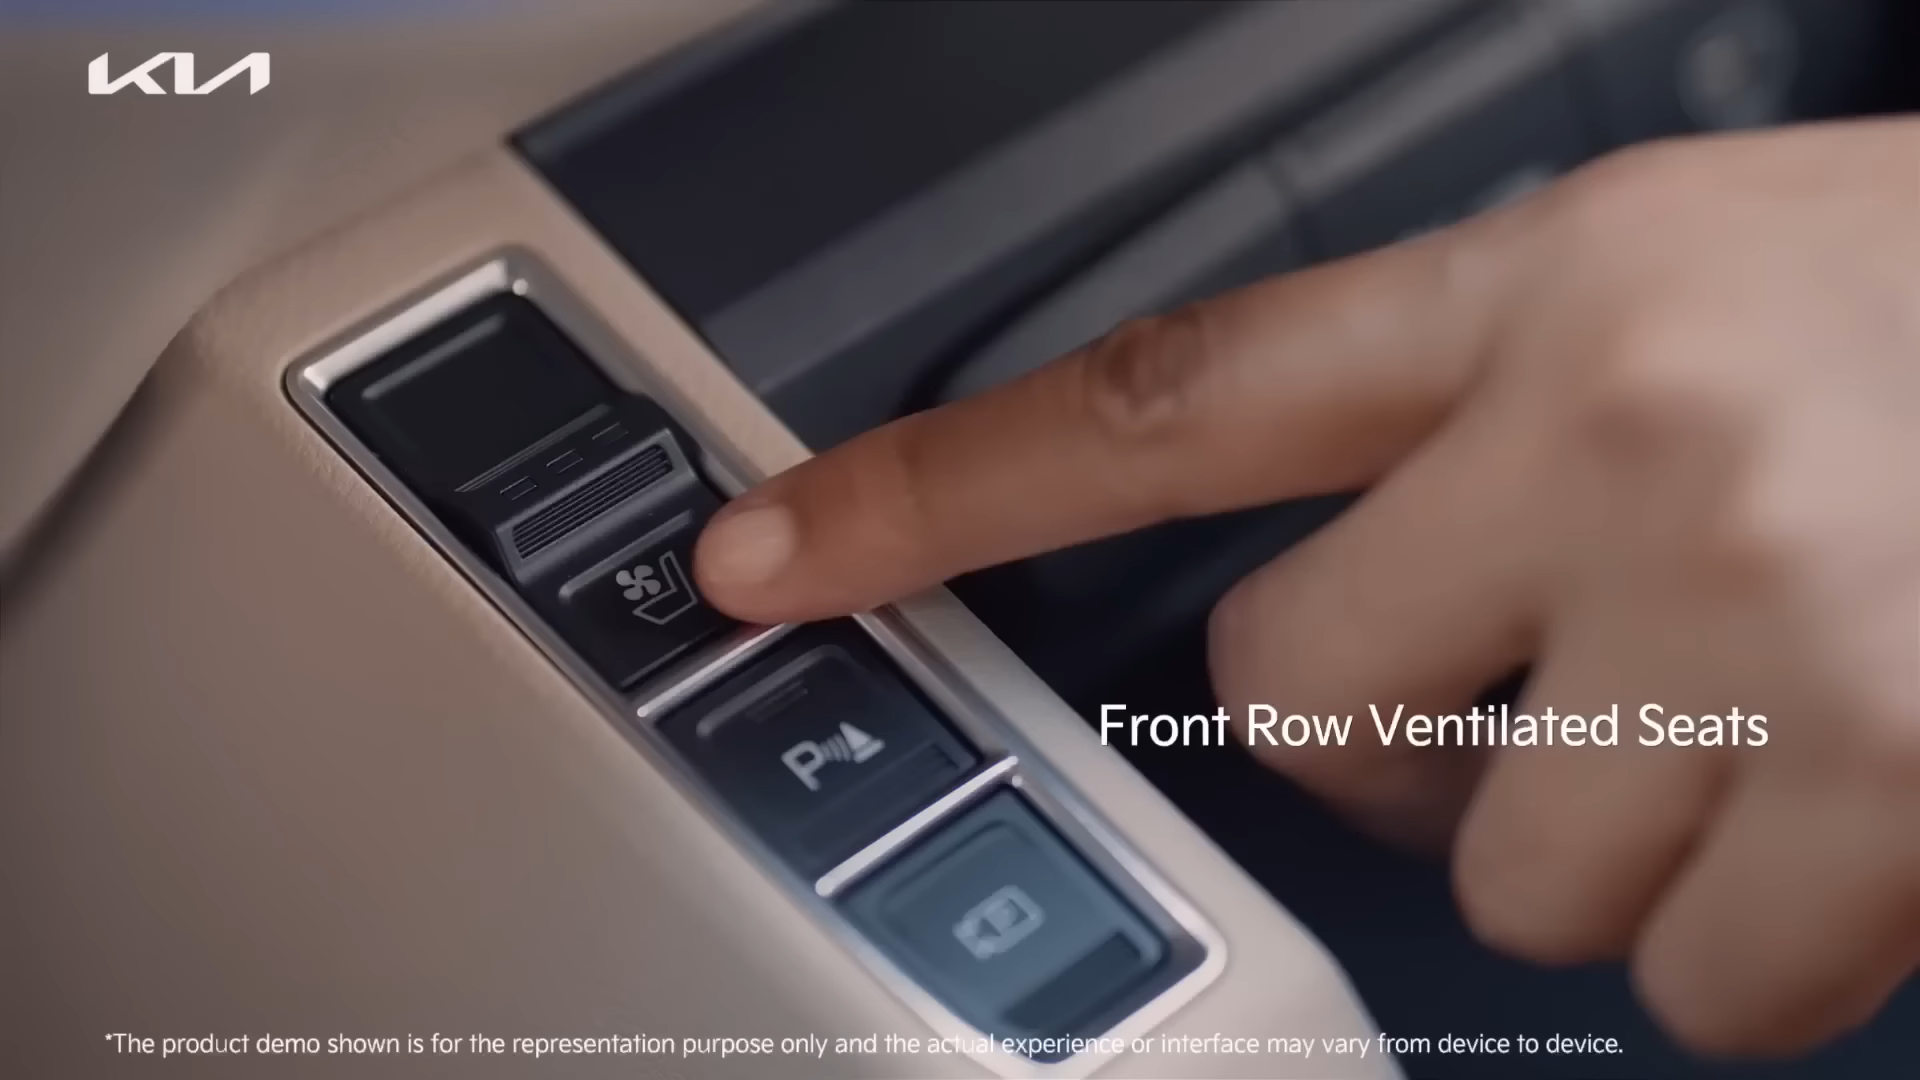 KIA
Front Row Ventilated Seats
P
*The product demo shown is for the representation purpose only and the actual experience or interface may vary from device to device.